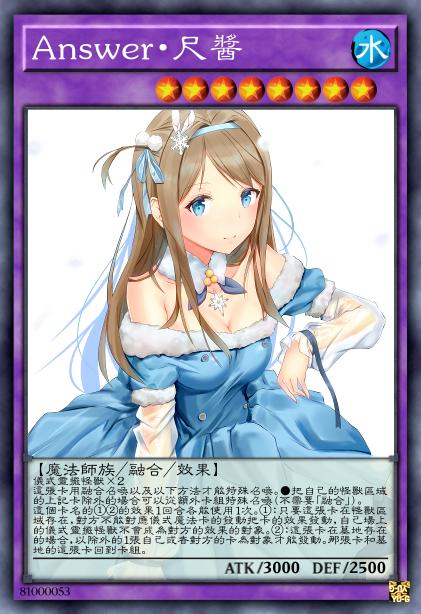 Answer・尺醬
水
【魔法師族／融合／效果】
儀式靈擺怪獸×2
這張卡用融合召喚以及以下方法才能特殊召喚。●把自己的怪獸區域
的上記卡除外的場合可以從額外卡組特殊召喚（不需要「融合」）。
這個卡名的①②的效果1回合各能使用1次。①：只要這張卡在怪獸區
域存在，對方不能對應儀式魔法卡的發動把卡的效果發動，自己場上
的儀式靈擺怪獸不會成為對方的效果的對象。②：這張卡在墓地存在
的場合，以除外的1張自己或者對方的卡為對象才能發動。那張卡和墓
地的這張卡回到卡組。
ATK/3000 DEF/2500
81000053